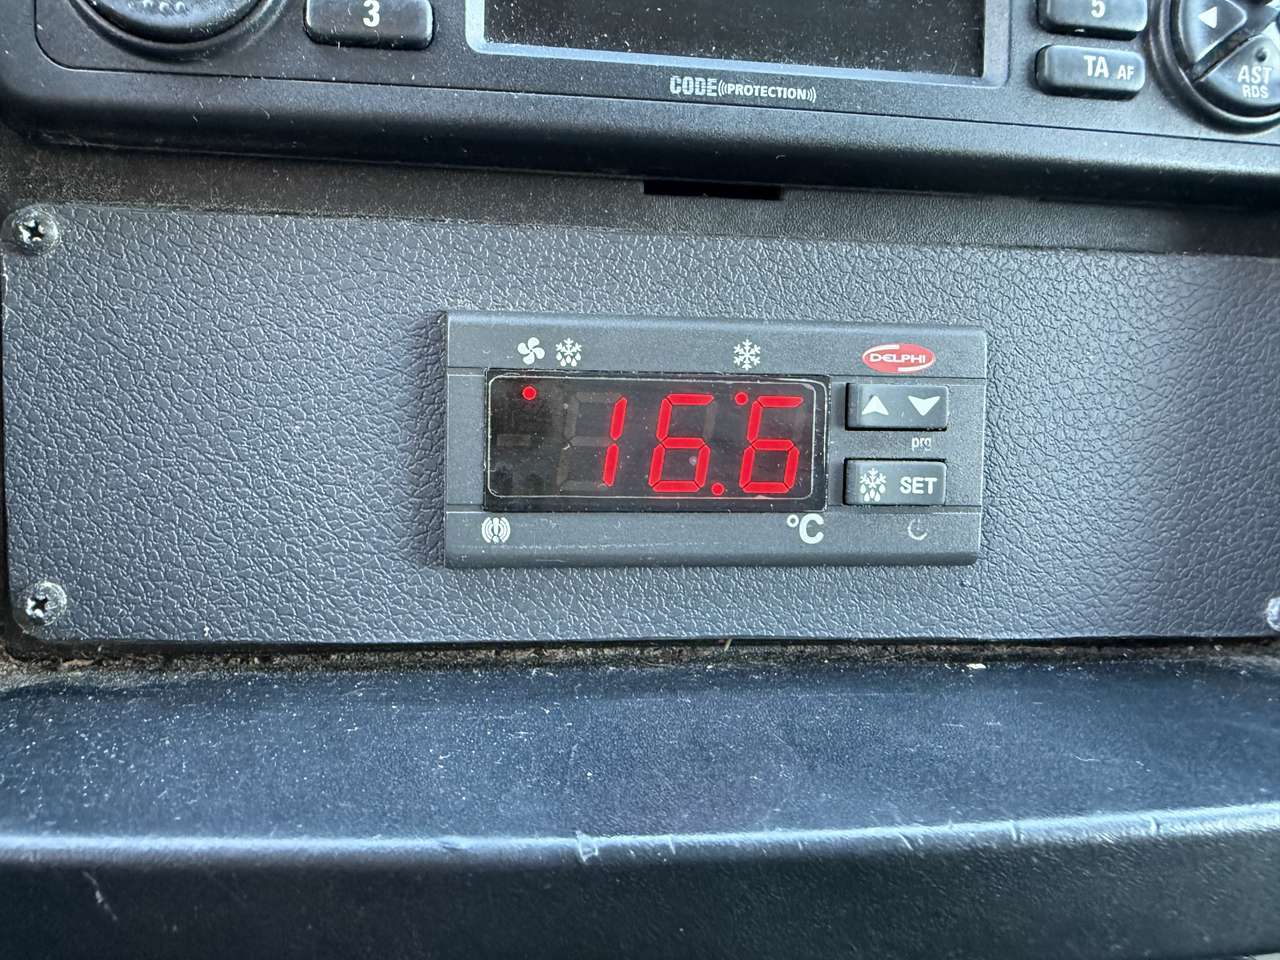 3
5
TA AF
AST
RDS
CODE PROTECTION
DELPHI
16.6
prg
SET
°C